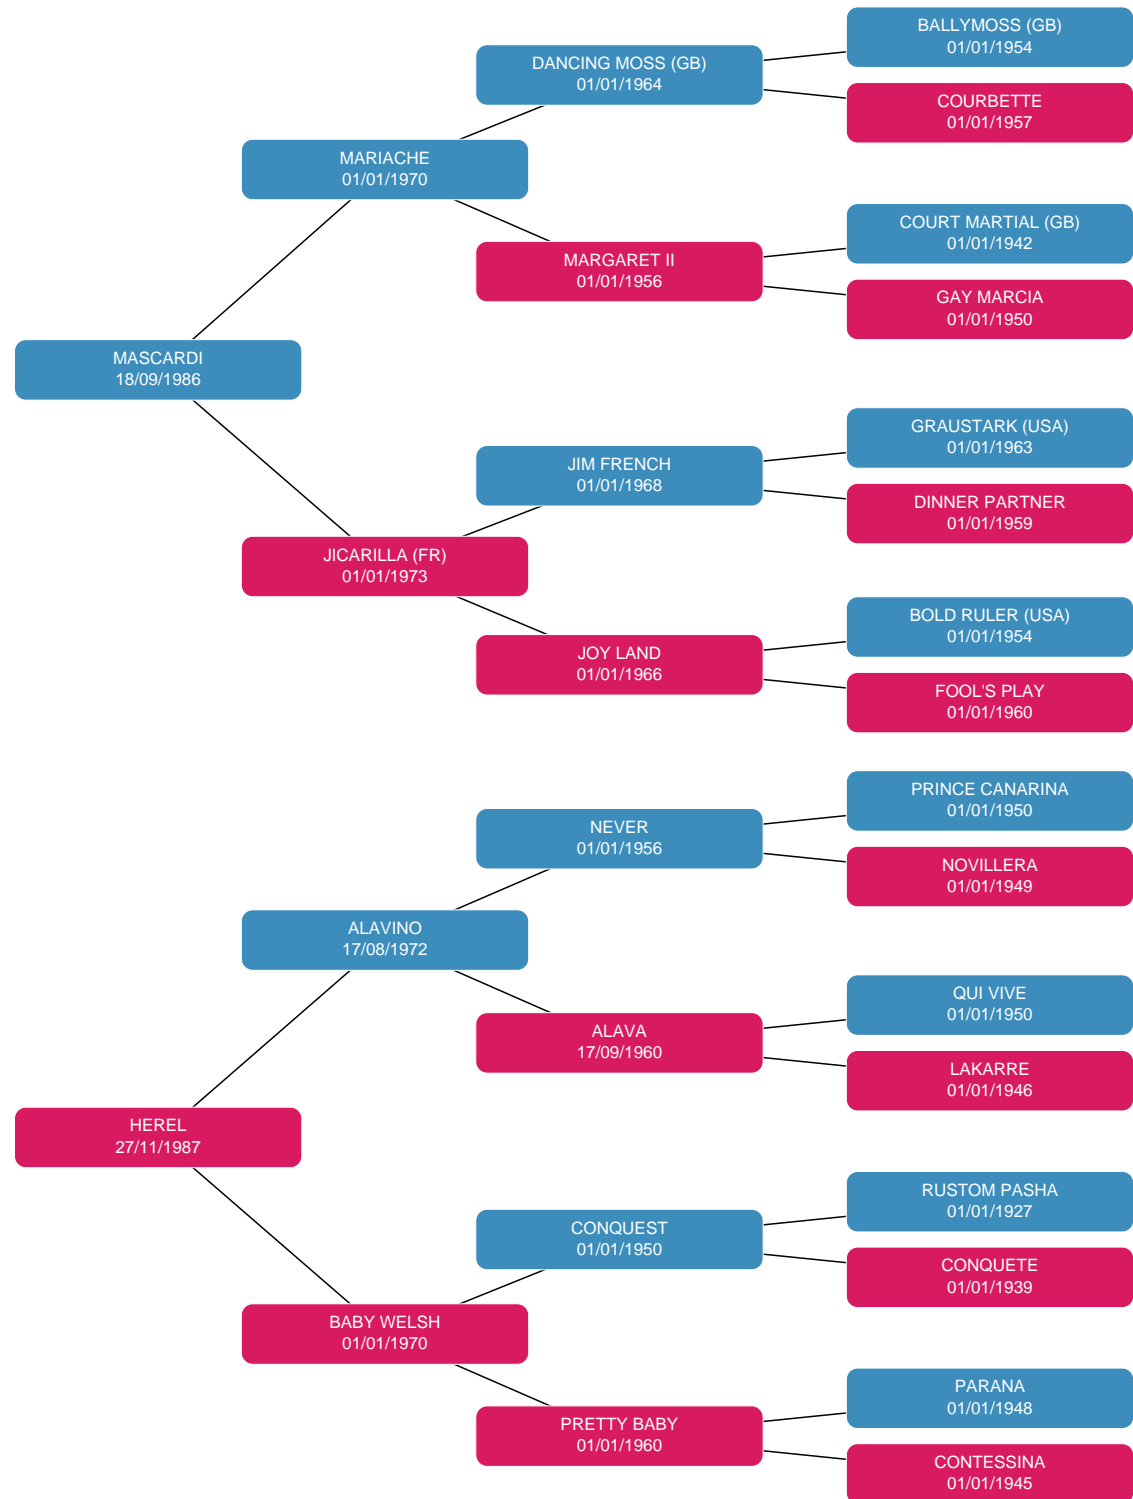 BALLYMOSS (GB)
01/01/1954
DANCING MOSS (GB)
01/01/1964
COURBETTE
01/01/1957
MARIACHE
01/01/1970
COURT MARTIAL (GB)
01/01/1942
MARGARET II
01/01/1956
GAY MARCIA
01/01/1950
MASCARDI
18/09/1986
GRAUSTARK (USA)
01/01/1963
JIM FRENCH
01/01/1968
DINNER PARTNER
01/01/1959
JICARILLA (FR)
01/01/1973
BOLD RULER (USA)
01/01/1954
JOY LAND
01/01/1966
FOOL'S PLAY
01/01/1960
PRINCE CANARINA
01/01/1950
NEVER
01/01/1956
NOVILLERA
01/01/1949
ALAVINO
17/08/1972
QUI VIVE
01/01/1950
ALAVA
17/09/1960
LAKARRE
01/01/1946
HEREL
27/11/1987
RUSTOM PASHA
01/01/1927
CONQUEST
01/01/1950
CONQUETE
01/01/1939
BABY WELSH
01/01/1970
PARANA
01/01/1948
PRETTY BABY
01/01/1960
CONTESSINA
01/01/1945